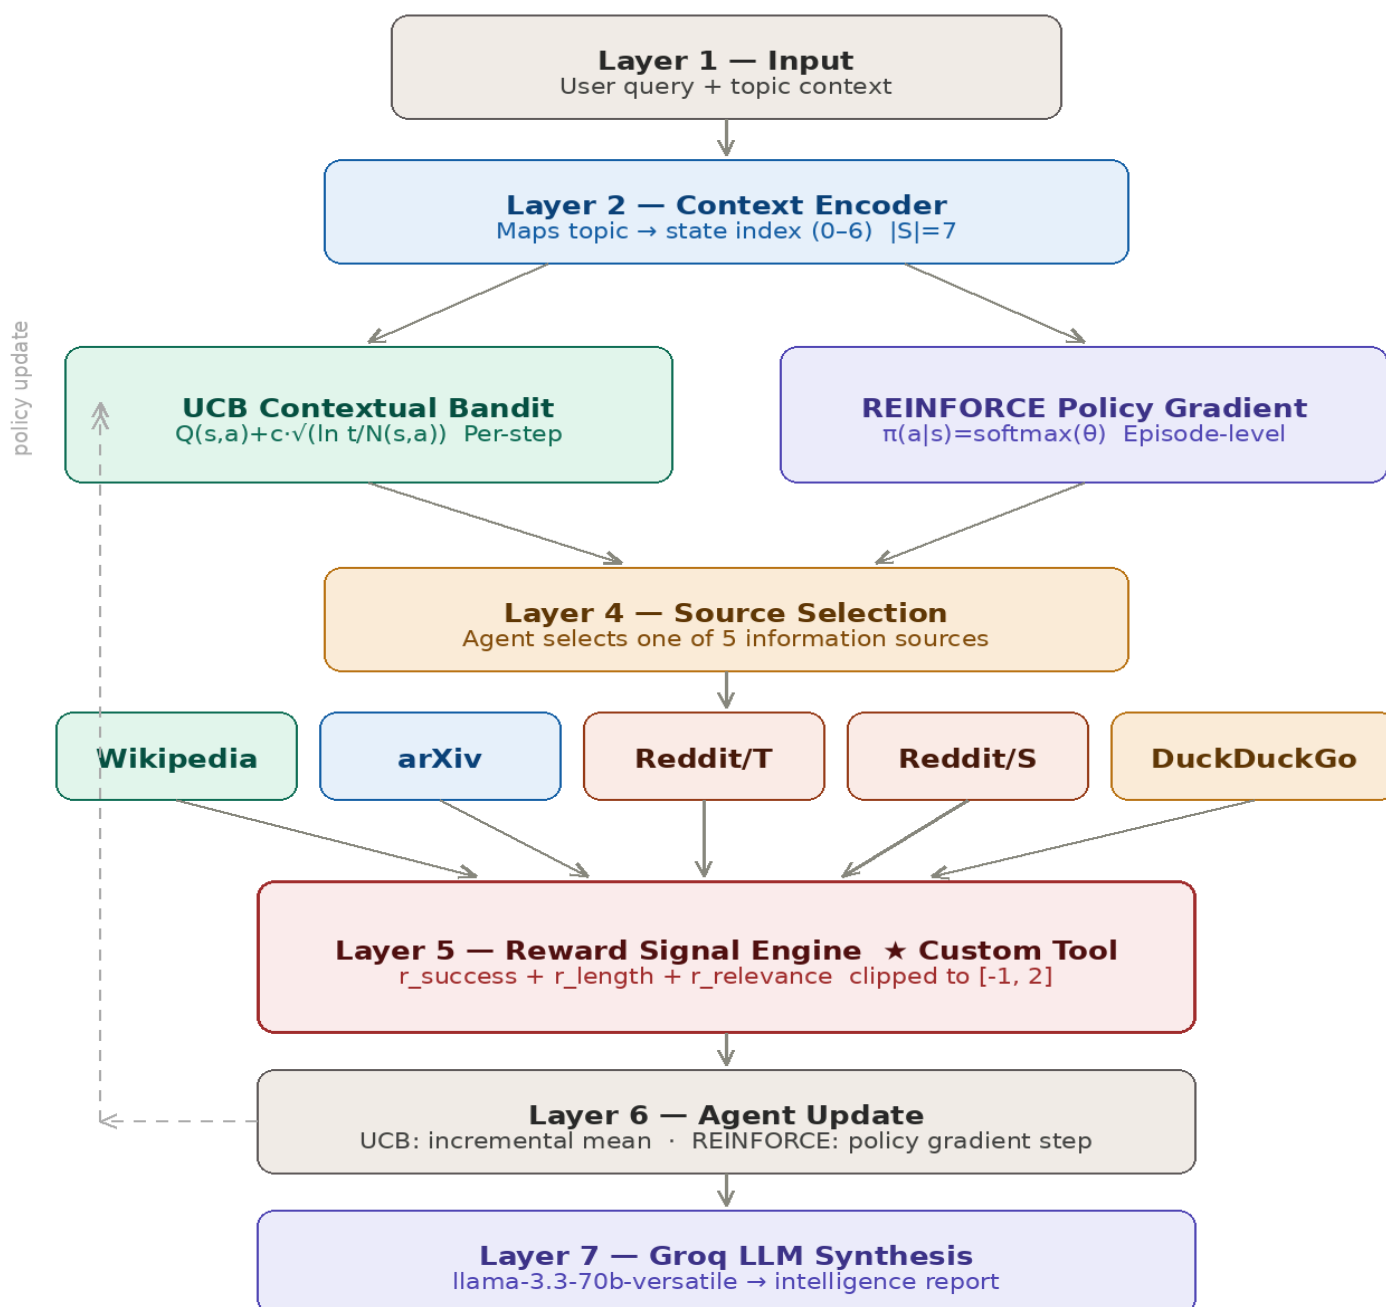 Layer 1 — Input
User query + topic context
Layer 2 — Context Encoder
Maps topic → state index (0–6)  |S|=7
policy update
UCB Contextual Bandit
Q(s,a)+c·√(ln t/N(s,a))  Per-step
REINFORCE Policy Gradient
π(a|s)=softmax(θ)  Episode-level
Layer 4 — Source Selection
Agent selects one of 5 information sources
Wikipedia
arXiv
Reddit/T
Reddit/S
DuckDuckGo
Layer 5 — Reward Signal Engine  ★ Custom Tool
r_success + r_length + r_relevance  clipped to [-1, 2]
Layer 6 — Agent Update
UCB: incremental mean  ·  REINFORCE: policy gradient step
Layer 7 — Groq LLM Synthesis
llama-3.3-70b-versatile → intelligence report